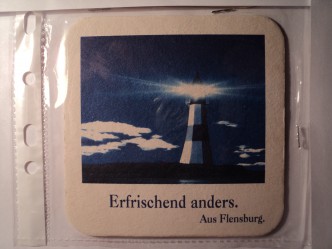 Erfrischend anders.
Aus Flensburg.